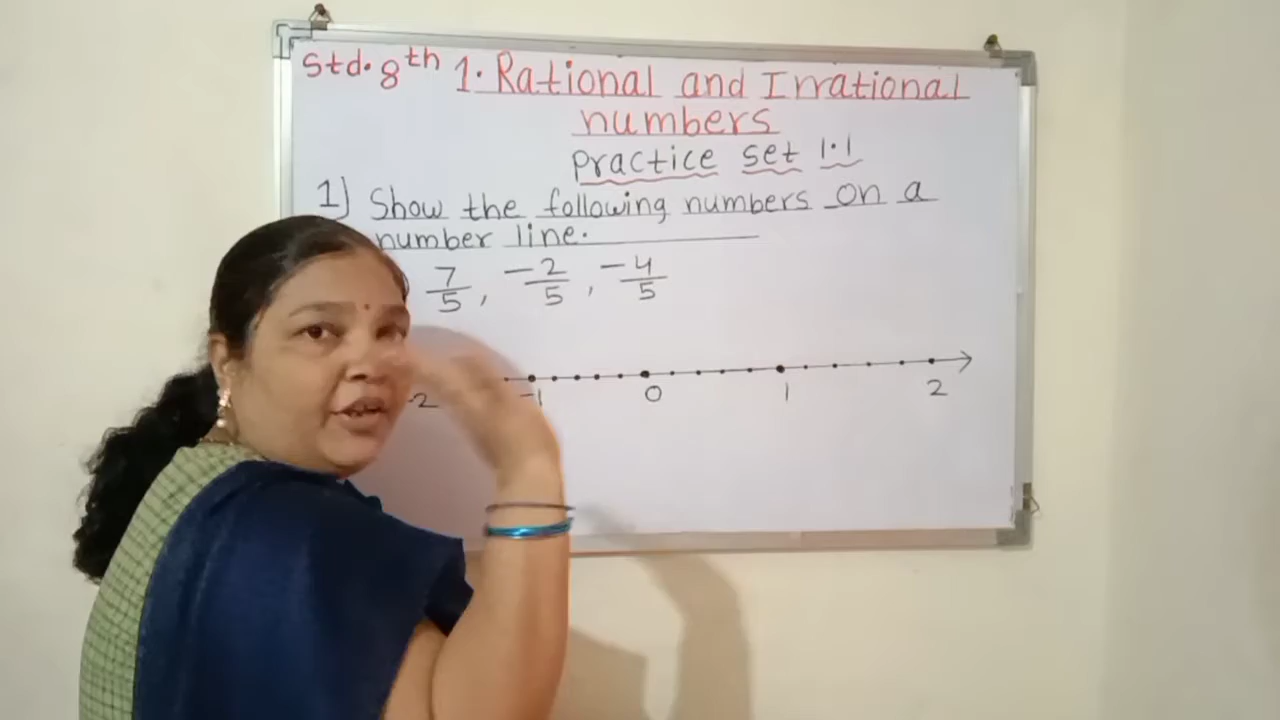 Std. 8th 1. Rational and Irrational
numbers
Practice set 1.1
1) Show the following numbers on a
number line.
7/5, -2/5, -4/5
-2 -1 0 1 2